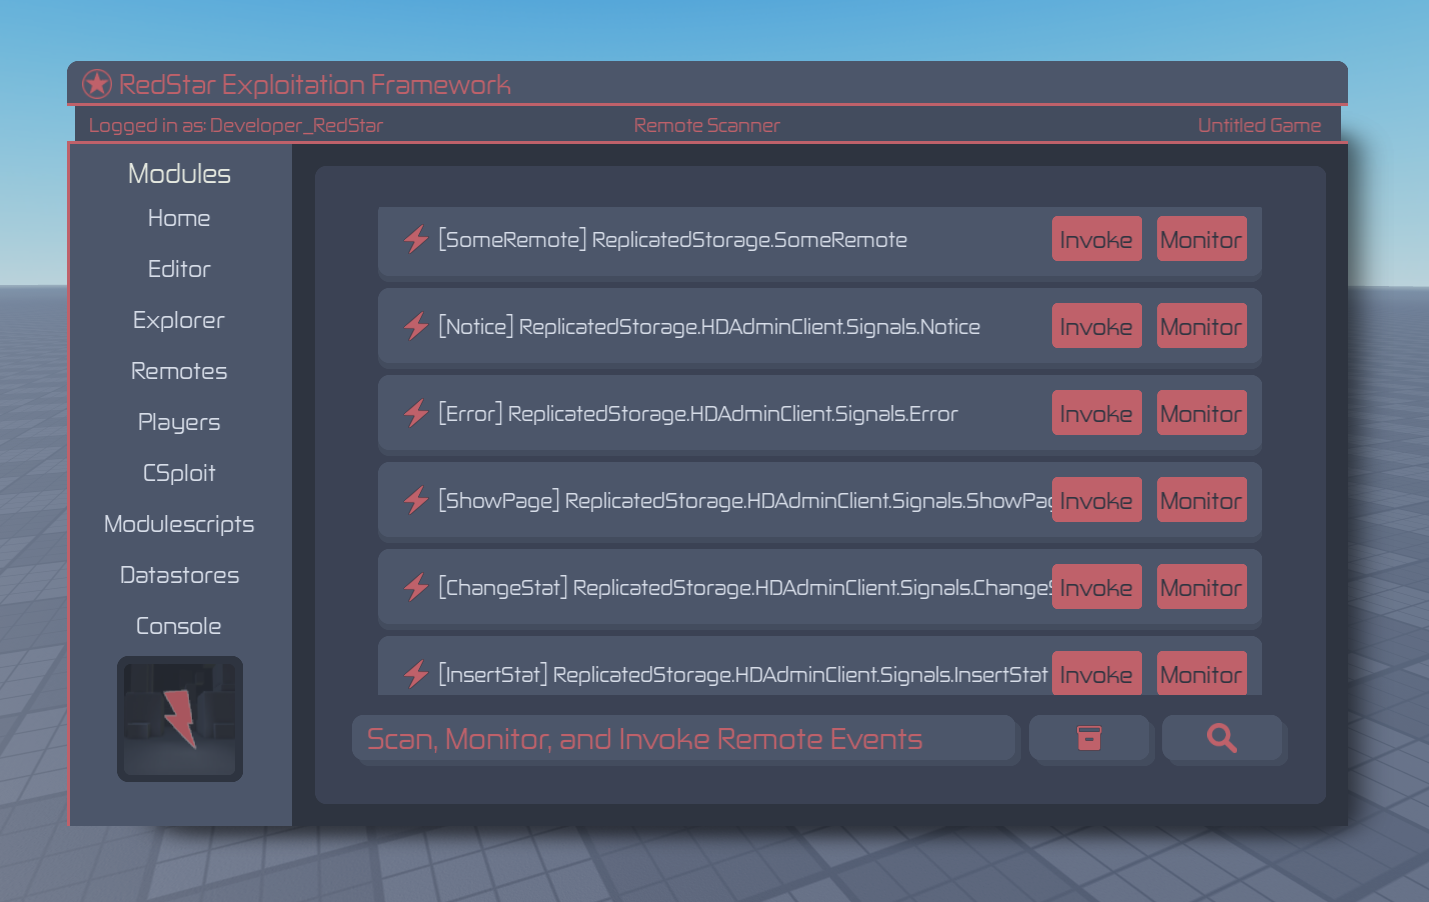 RedStar Exploitation Framework
Logged in as: Developer_RedStar
Remote Scanner
Untitled Game
Modules
Home
Editor
Explorer
Remotes
Players
CSploit
Modulescripts
Datastores
Console
[SomeRemote] ReplicatedStorage.SomeRemote
Invoke
Monitor
[Notice] ReplicatedStorage.HDAdminClient.Signals.Notice
Invoke
Monitor
[Error] ReplicatedStorage.HDAdminClient.Signals.Error
Invoke
Monitor
[ShowPage] ReplicatedStorage.HDAdminClient.Signals.ShowPag
Invoke
Monitor
[ChangeStat] ReplicatedStorage.HDAdminClient.Signals.ChangeS
Invoke
Monitor
[InsertStat] ReplicatedStorage.HDAdminClient.Signals.InsertStat
Invoke
Monitor
Scan, Monitor, and Invoke Remote Events